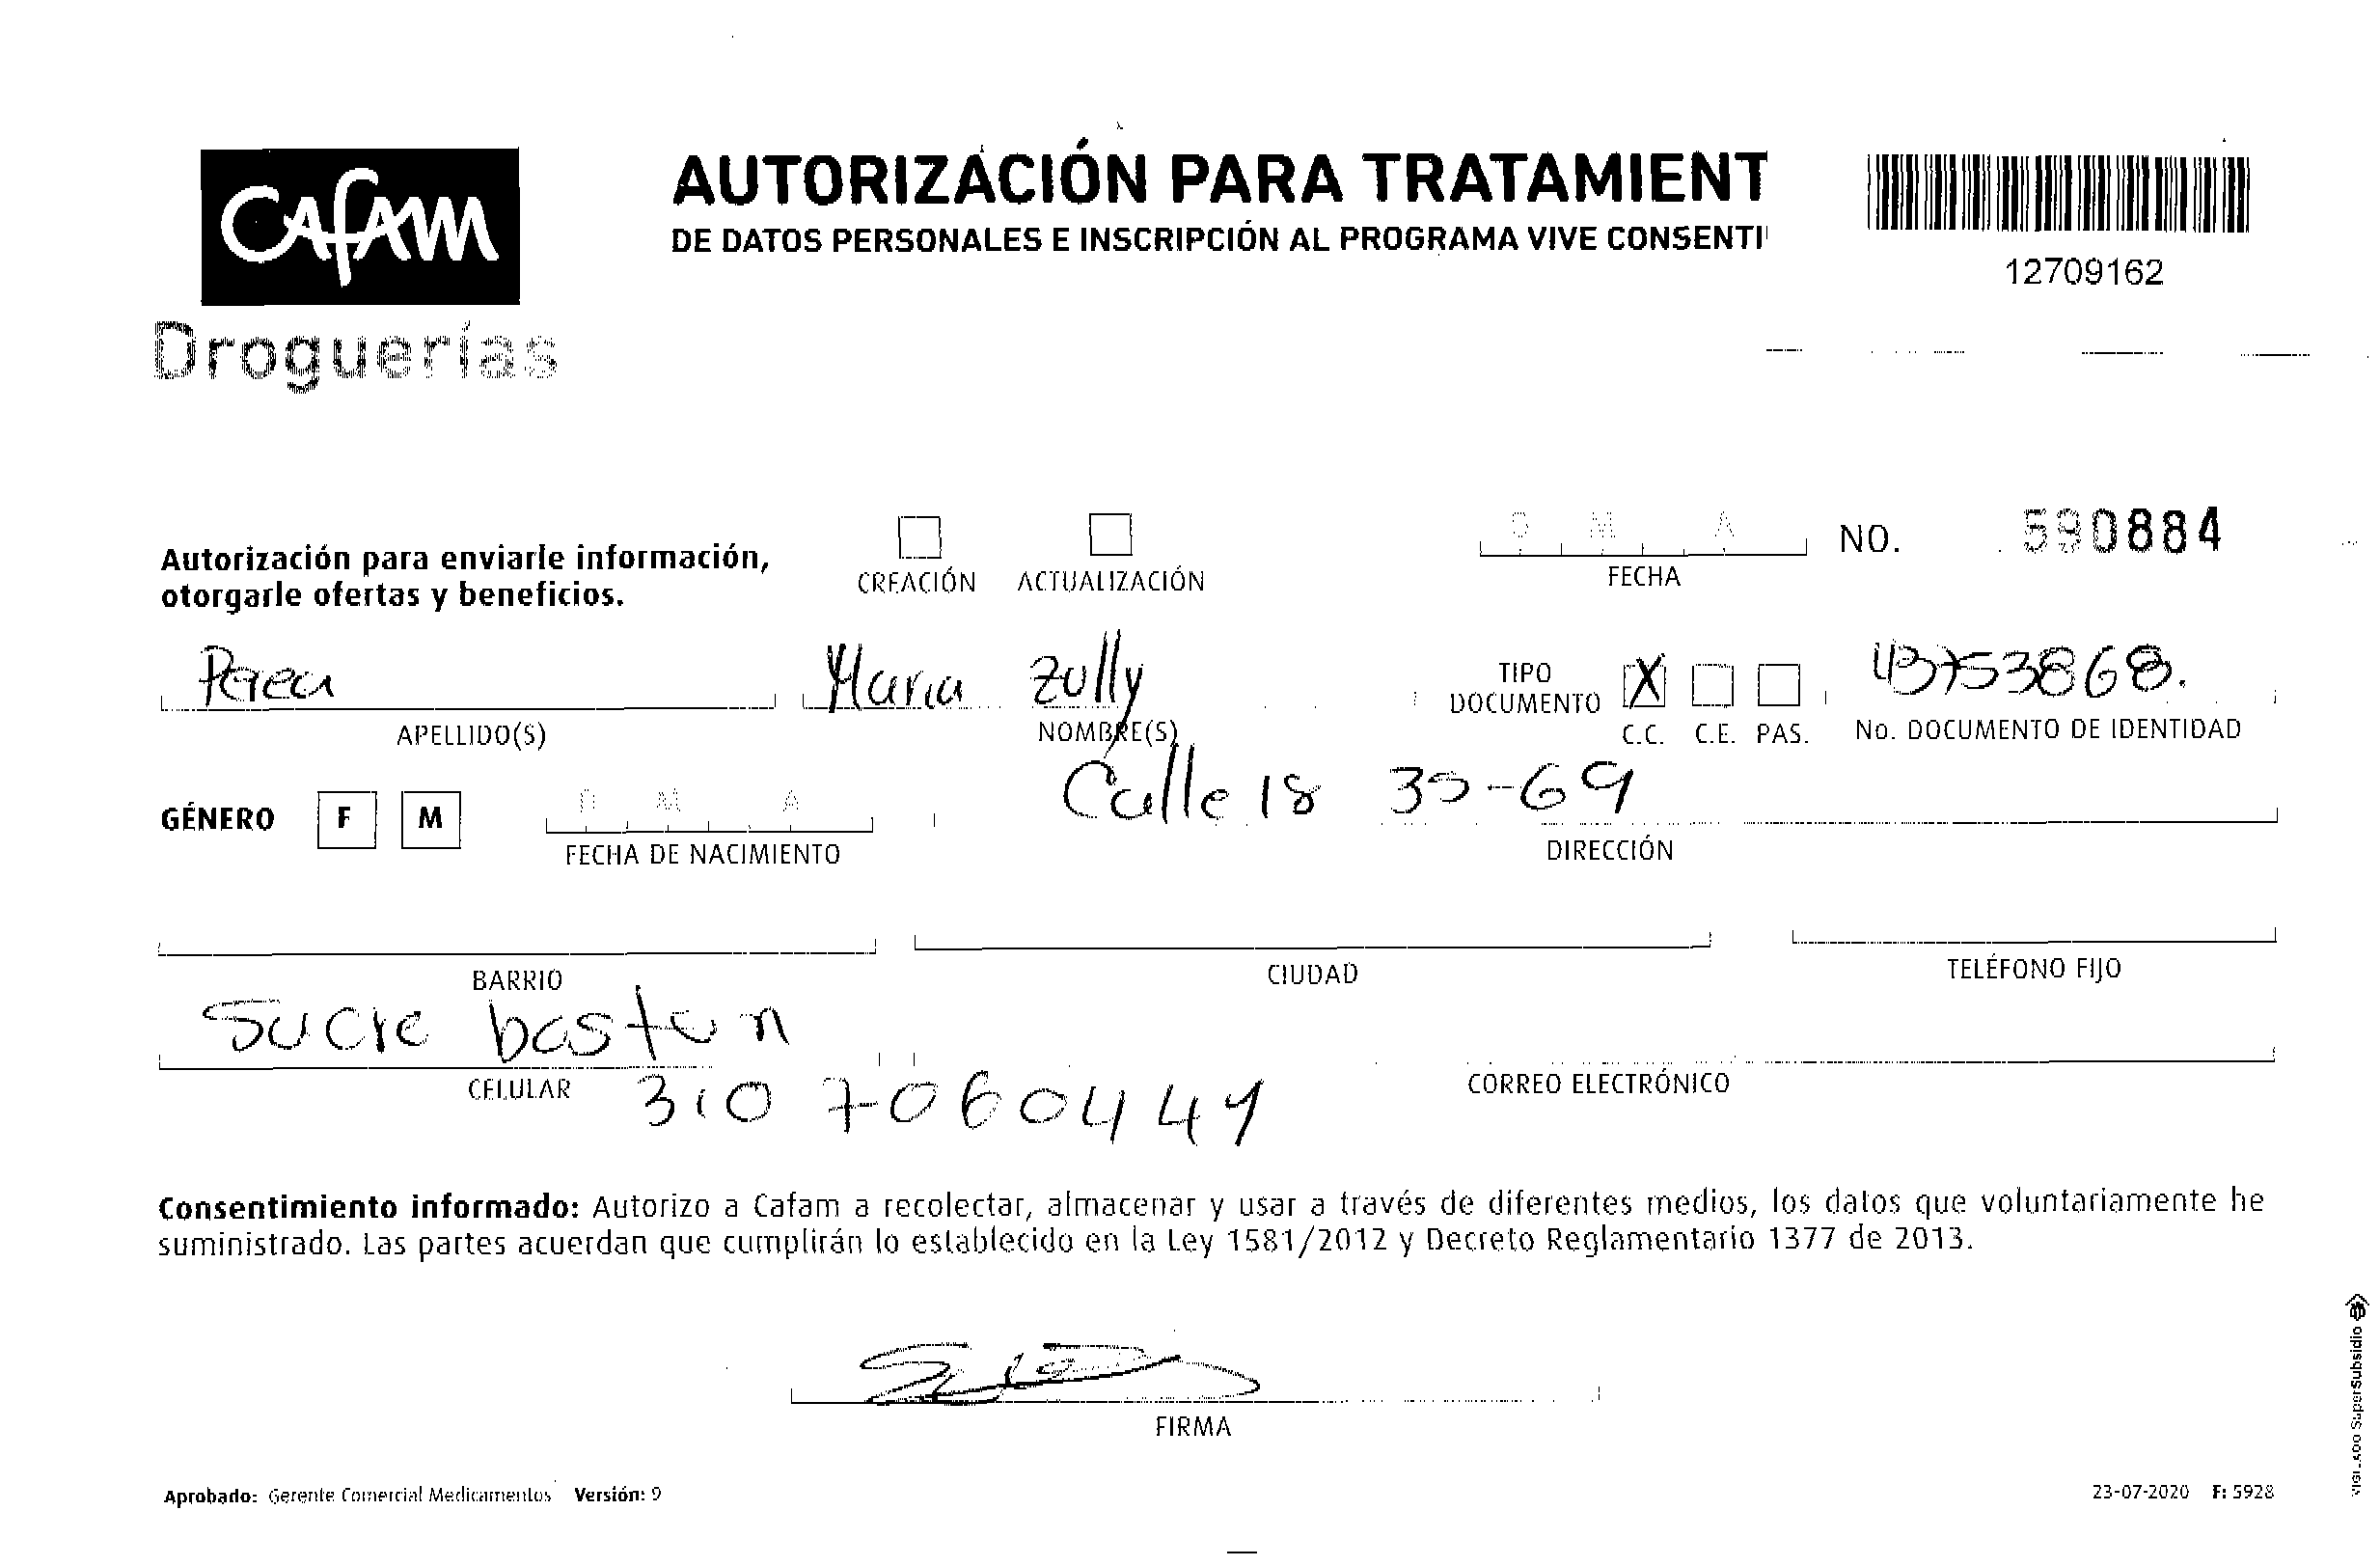 Cafam
AUTORIZACIÓN PARA TRATAMIENT
DE DATOS PERSONALES E INSCRIPCIÓN AL PROGRAMA VIVE CONSENTI
12709162
Droguerías
Autorización para enviarle información,
otorgarle ofertas y beneficios.
CREACIÓN ACTUALIZACIÓN
D M A
FECHA
NO. 590884
Perea Maria Zully
TIPO DOCUMENTO X 43753868.
APELLIDO(S) NOMBRE(S) C.C. C.E. PAS. No. DOCUMENTO DE IDENTIDAD
GÉNERO F M D M A Calle 18 35-69
FECHA DE NACIMIENTO DIRECCIÓN
BARRIO CIUDAD TELÉFONO FIJO
Sucre boston
CELULAR 310 7060444 CORREO ELECTRÓNICO
Consentimiento informado: Autorizo a Cafam a recolectar, almacenar y usar a través de diferentes medios, los datos que voluntariamente he
suministrado. Las partes acuerdan que cumplirán lo establecido en la Ley 1581/2012 y Decreto Reglamentario 1377 de 2013.
FIRMA
Aprobado: Gerente Comercial Medicamentos Versión: 9
23-07-2020 F: 5928
VIGILADO SuperSubsidio